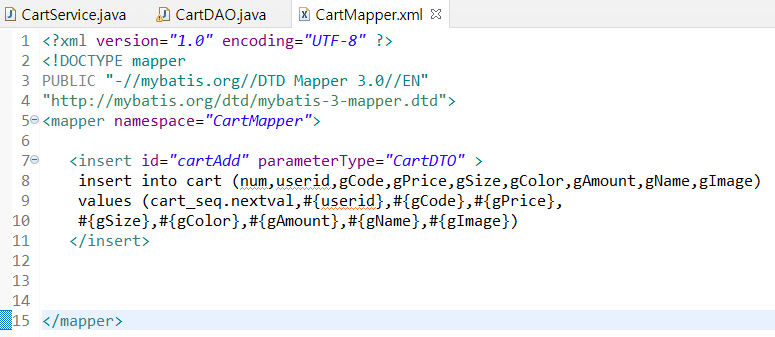 CartService.java CartDAO.java CartMapper.xml
1 <?xml version="1.0" encoding="UTF-8" ?>
2 <!DOCTYPE mapper
3 PUBLIC "-//mybatis.org//DTD Mapper 3.0//EN"
4 "http://mybatis.org/dtd/mybatis-3-mapper.dtd">
5 <mapper namespace="CartMapper">
6
7 <insert id="cartAdd" parameterType="CartDTO" >
8 insert into cart (num,userid,gCode,gPrice,gSize,gColor,gAmount,gName,gImage)
9 values (cart_seq.nextval,#{userid},#{gCode},#{gPrice},
10 #{gSize},#{gColor},#{gAmount},#{gName},#{gImage})
11 </insert>
12
13
14
15 </mapper>